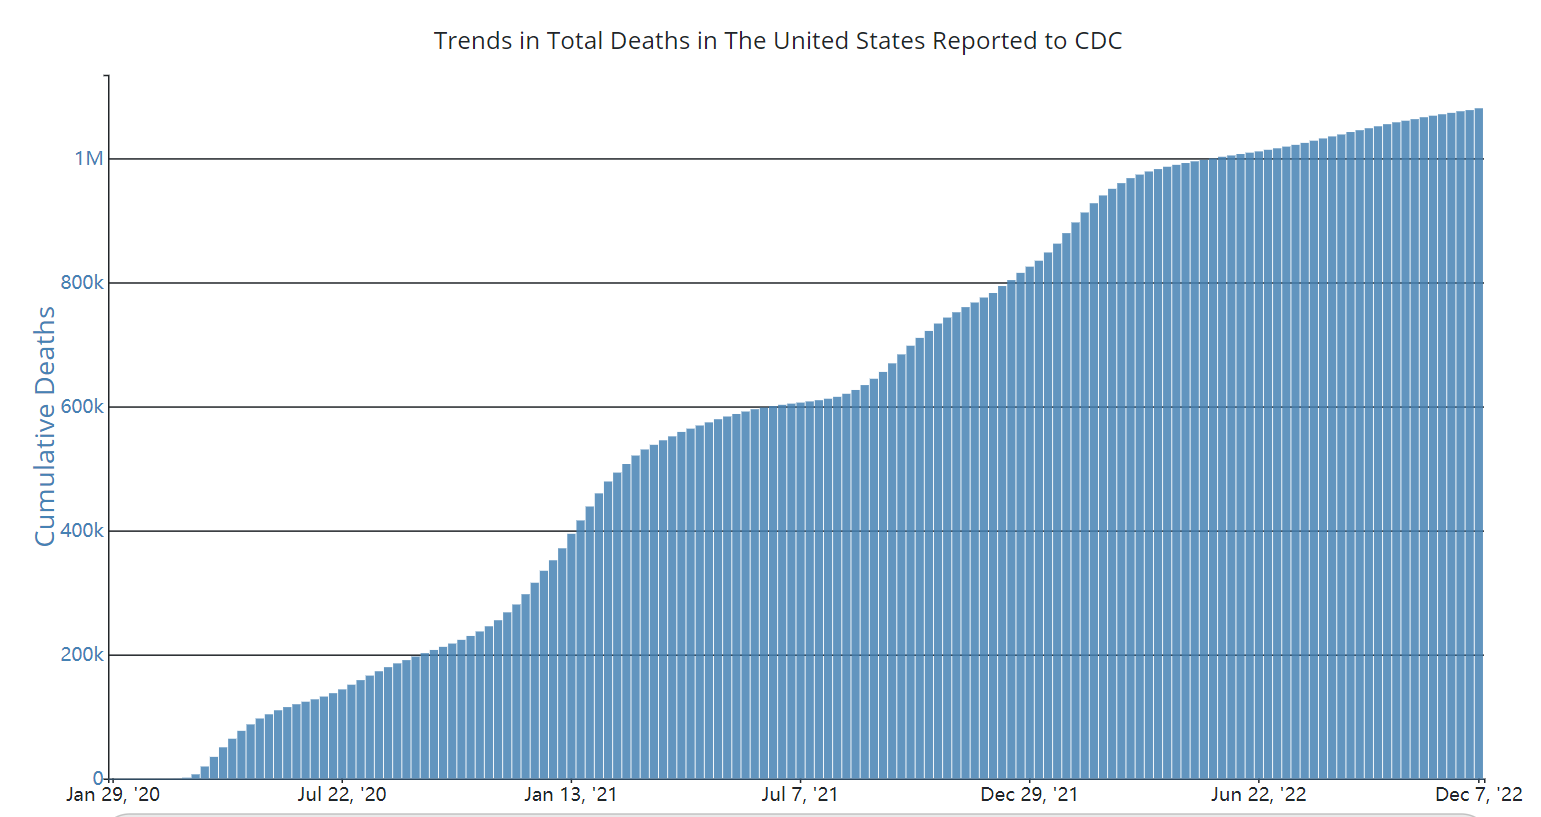 Trends in Total Deaths in The United States Reported to CDC
Cumulative Deaths
1M
800k
600k
400k
200k
0
Jan 29, '20
Jul 22, '20
Jan 13, '21
Jul 7, '21
Dec 29, '21
Jun 22, '22
Dec 7, '22